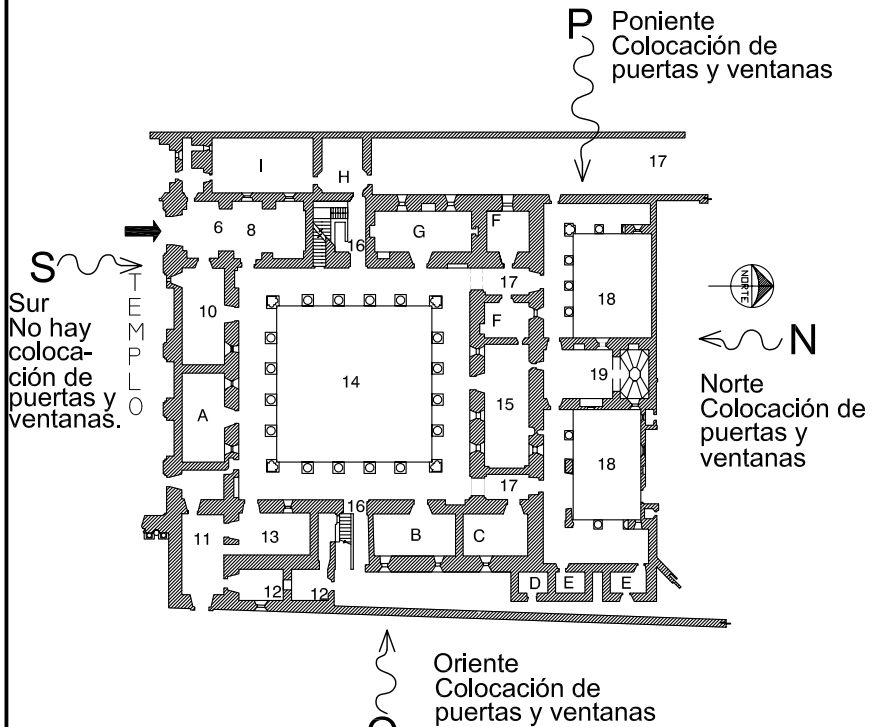 P
Poniente
Colocación de
puertas y ventanas
17
I
H
6
8
G
F
16
S
Sur
No hay
coloca-
ción de
puertas y
ventanas.
TEMPLO
10
17
18
NORTE
F
14
19
N
Norte
Colocación de
puertas y
ventanas
15
A
18
17
16
11
13
B
C
12
12
D
E
E
Oriente
Colocación de
puertas y ventanas